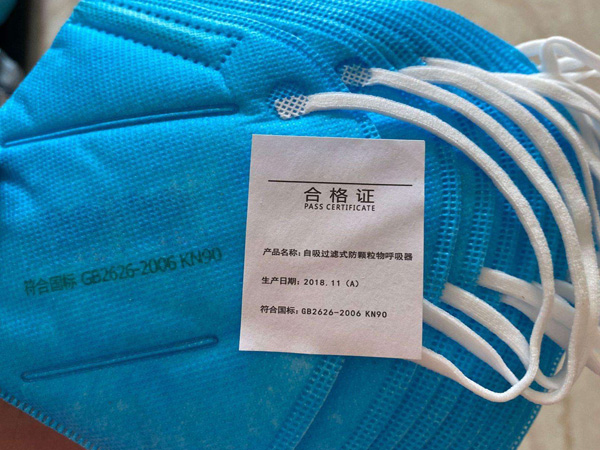 合格证
PASS CERTIFICATE
产品名称：自吸过滤式防颗粒物呼吸器
生产日期：2018.11（A）
符合国标：GB2626-2006 KN90
符合国标 GB2626-2006 KN90